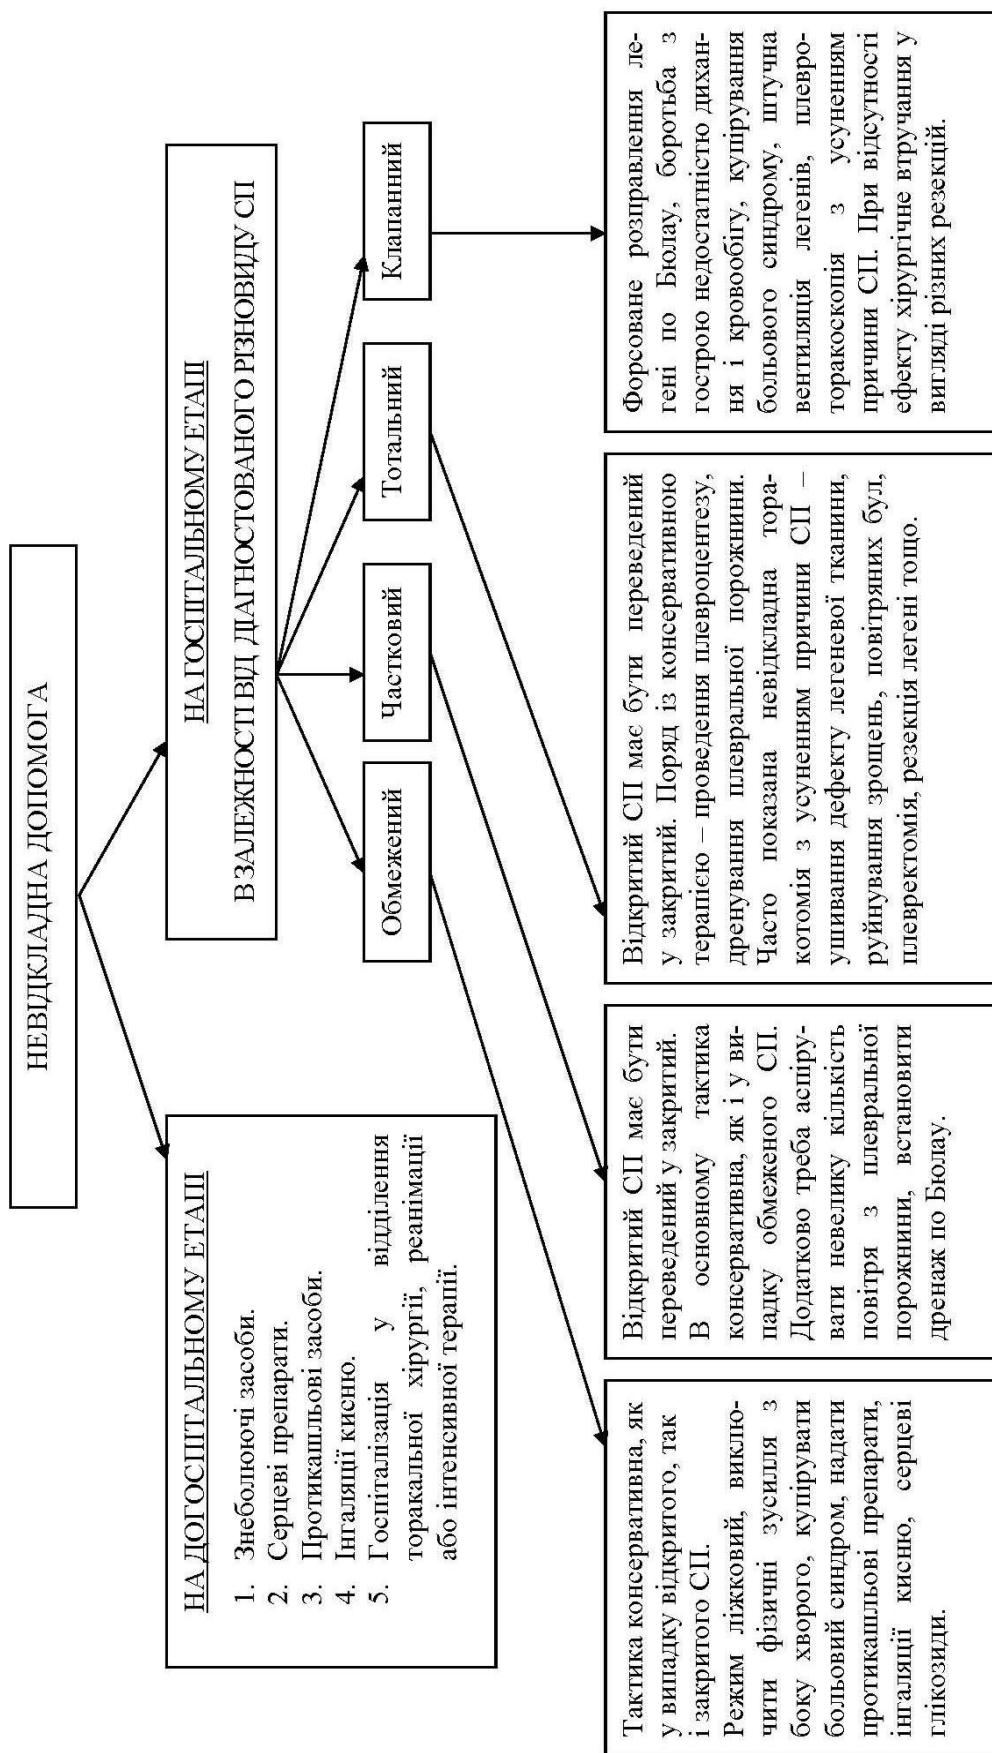 НЕВІДКЛАДНА ДОПОМОГА
НА ДОГОСПІТАЛЬНОМУ ЕТАПІ
1. Знеболюючі засоби.
2. Серцеві препарати.
3. Протикашльові засоби.
4. Інгаляції кисню.
5. Госпіталізація у відділення
торакальної хірургії, реанімації
або інтенсивної терапії.
НА ГОСПІТАЛЬНОМУ ЕТАПІ
В ЗАЛЕЖНОСТІ ВІД ДІАГНОСТОВАНОГО РІЗНОВИДУ СП
Обмежений
Частковий
Тотальний
Клапанний
Тактика консервативна, як
у випадку відкритого, так
і закритого СП.
Режим ліжковий, виклю-
чити фізичні зусилля з
боку хворого, купірувати
больовий синдром, надати
протикашльові препарати,
інгаляції кисню, серцеві
глікозиди.
Відкритий СП має бути
переведений у закритий.
В основному тактика
консервативна, як і у ви-
падку обмеженого СП.
Додатково треба аспіру-
вати невелику кількість
повітря з плевральної
порожнини, встановити
дренаж по Бюлау.
Відкритий СП має бути переведений
у закритий. Поряд із консервативною
терапією – проведення плевроцентезу,
дренування плевральної порожнини.
Часто показана невідкладна тора-
котомія з усуненням причини СП –
ушивання дефекту легеневої тканини,
руйнування зрощень, повітряних бул,
плевректомія, резекція легені тощо.
Форсоване розправлення ле-
гені по Бюлау, боротьба з
гострою недостатністю дихан-
ня і кровообігу, купірування
больового синдрому, штучна
вентиляція легенів, плевро-
торакоскопія з усуненням
причини СП. При відсутності
ефекту хірургічне втручання у
вигляді різних резекцій.